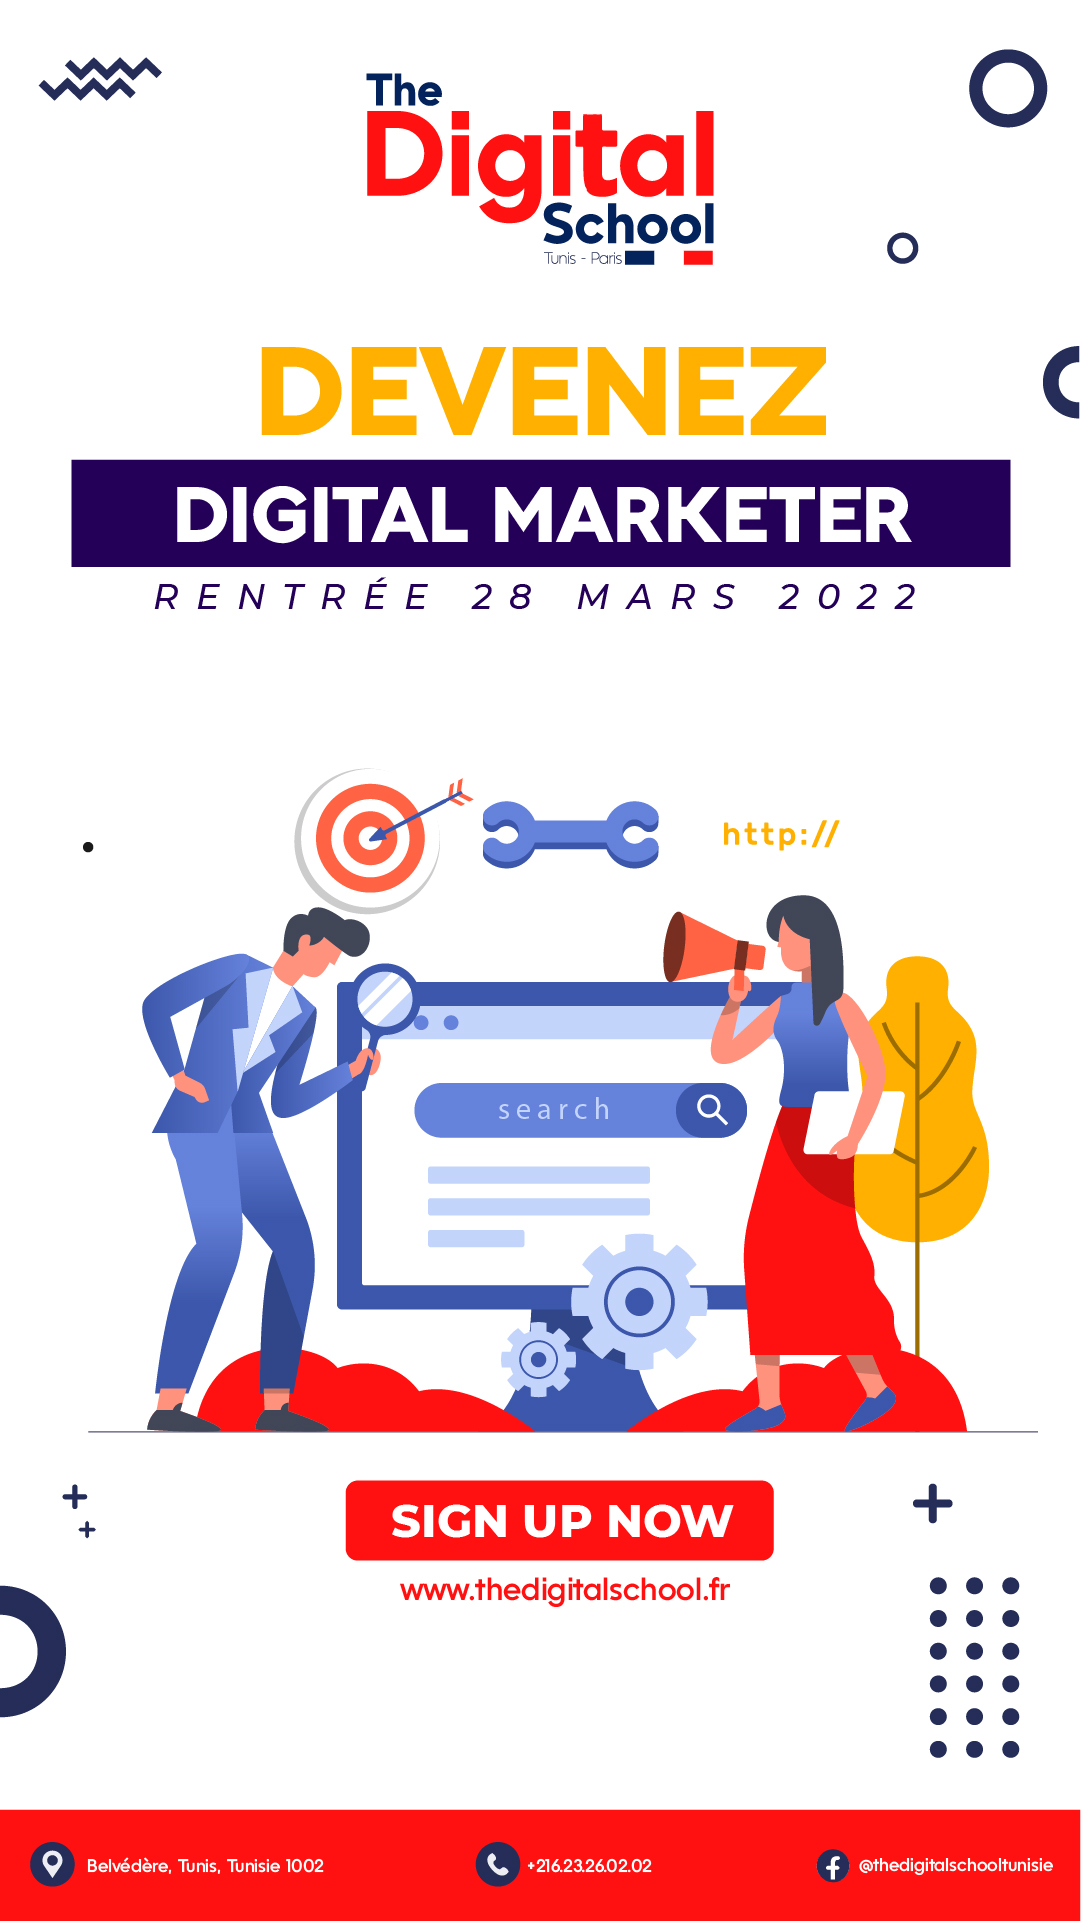 The
Digital
School
Tunis - Paris
DEVENEZ
DIGITAL MARKETER
RENTRÉE 28 MARS 2022
http://
search
SIGN UP NOW
www.thedigitalschool.fr
Belvédère, Tunis, Tunisie 1002
+216.23.26.02.02
@thedigitalschooltunisie